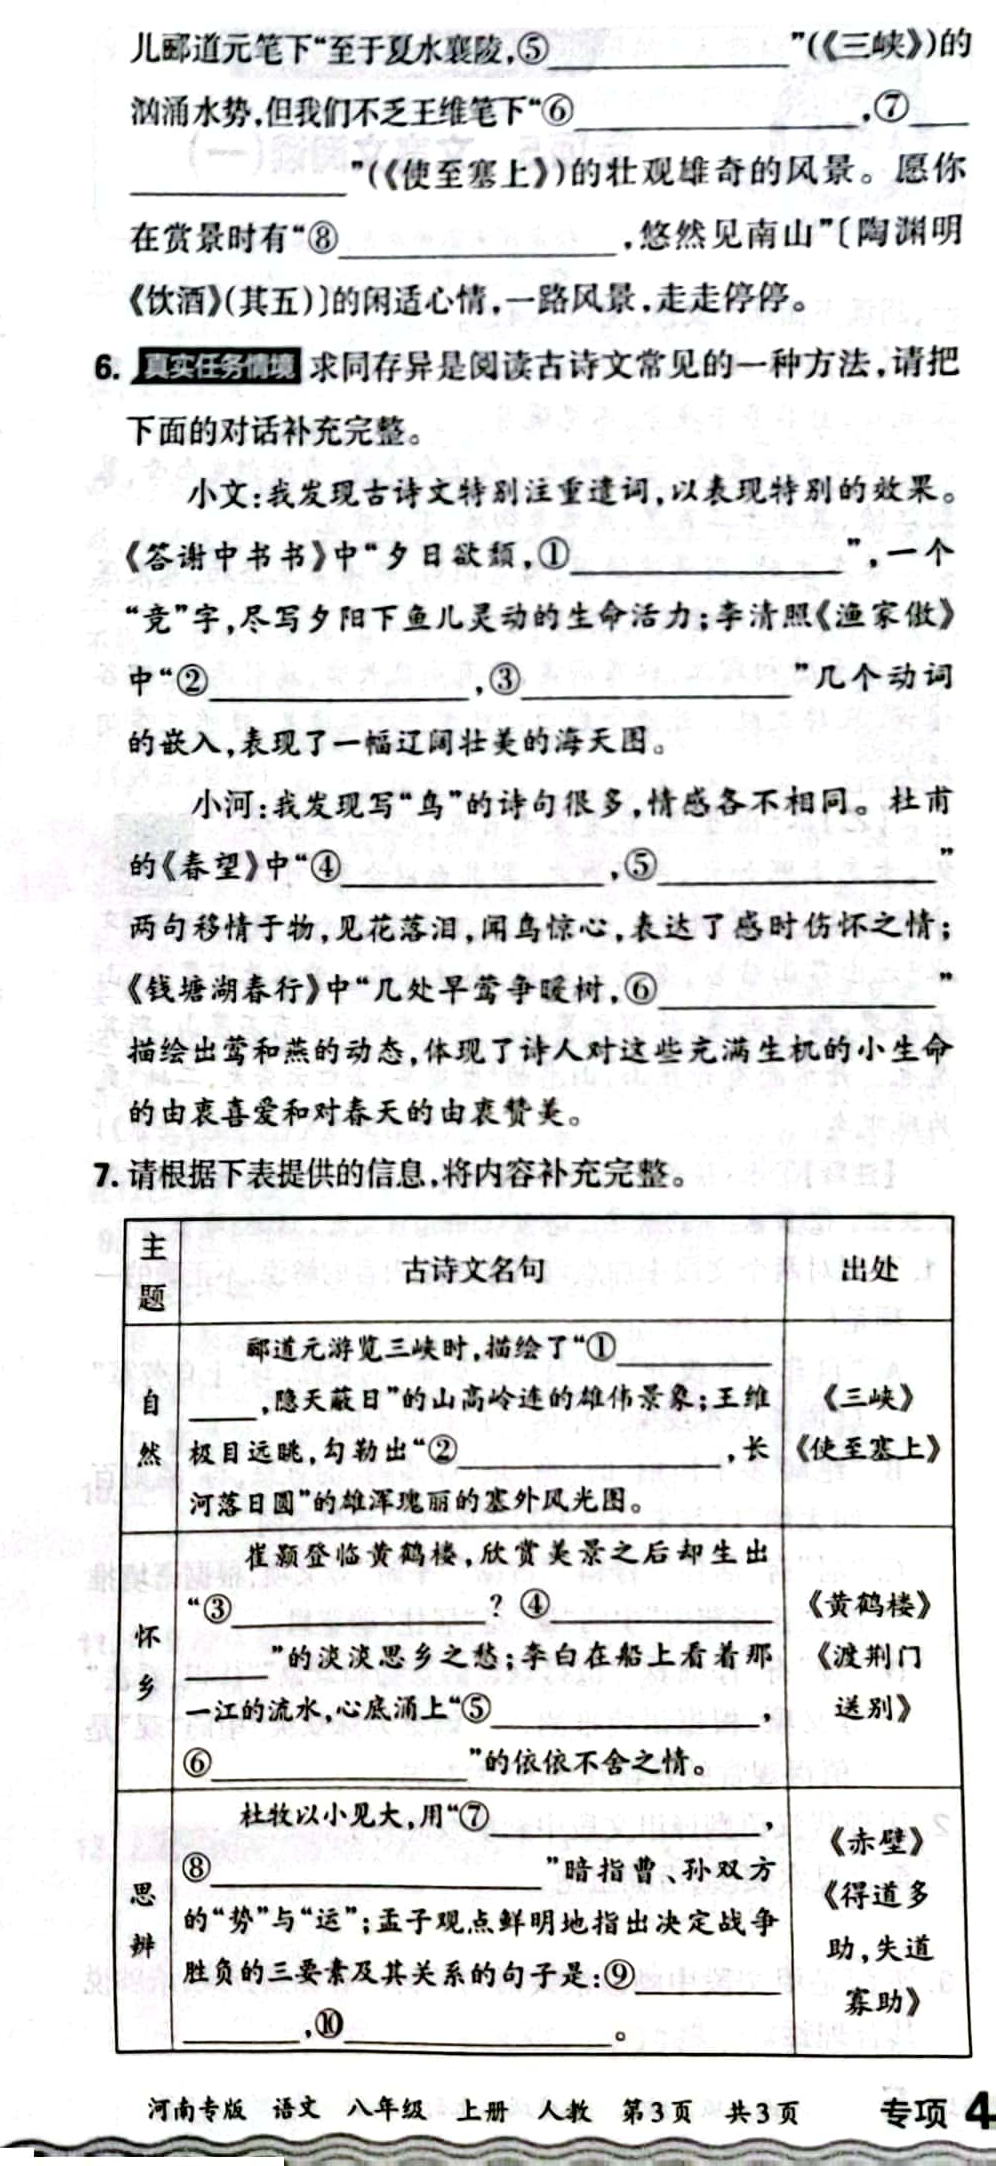 儿郦道元笔下“至于夏水襄陵,⑤________”(《三峡》)的
汹涌水势,但我们不乏王维笔下“⑥________,⑦__
________”(《使至塞上》)的壮观雄奇的风景。愿你
在赏景时有“⑧________,悠然见南山”〔陶渊明
《饮酒》(其五)〕的闲适心情,一路风景,走走停停。
6. 真实任务情境 求同存异是阅读古诗文常见的一种方法,请把
下面的对话补充完整。
小文:我发现古诗文特别注重遣词,以表现特别的效果。
《答谢中书书》中“夕日欲颓,①________”,一个
“竞”字,尽写夕阳下鱼儿灵动的生命活力;李清照《渔家傲》
中“②________,③________”几个动词
的嵌入,表现了一幅辽阔壮美的海天图。
小河:我发现写“鸟”的诗句很多,情感各不相同。杜甫
的《春望》中“④________,⑤________”
两句移情于物,见花落泪,闻鸟惊心,表达了感时伤怀之情;
《钱塘湖春行》中“几处早莺争暖树,⑥________”
描绘出莺和燕的动态,体现了诗人对这些充满生机的小生命
的由衷喜爱和对春天的由衷赞美。
7. 请根据下表提供的信息,将内容补充完整。
主题
古诗文名句
出处
自然
郦道元游览三峡时,描绘了“①________
____,隐天蔽日”的山高岭连的雄伟景象;王维
极目远眺,勾勒出“②________,长
河落日圆”的雄浑瑰丽的塞外风光图。
《三峡》
《使至塞上》
怀乡
崔颢登临黄鹤楼,欣赏美景之后却生出
“③________? ④________
____”的淡淡思乡之愁;李白在船上看着那
一江的流水,心底涌上“⑤________,
⑥________”的依依不舍之情。
《黄鹤楼》
《渡荆门
送别》
思辨
杜牧以小见大,用“⑦________,
⑧________”暗指曹、孙双方
的“势”与“运”;孟子观点鲜明地指出决定战争
胜负的三要素及其关系的句子是:⑨________
____,⑩________。
《赤壁》
《得道多
助,失道
寡助》
河南专版 语文 八年级 上册 人教 第3页 共3页 专项 4